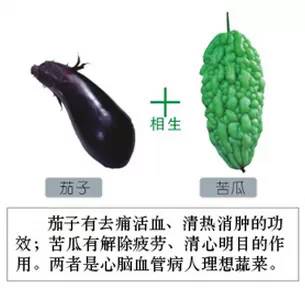 相生
茄子
苦瓜
茄子有去痛活血、清热消肿的功
效；苦瓜有解除疲劳、清心明目的作
用。两者是心脑血管病人理想蔬菜。